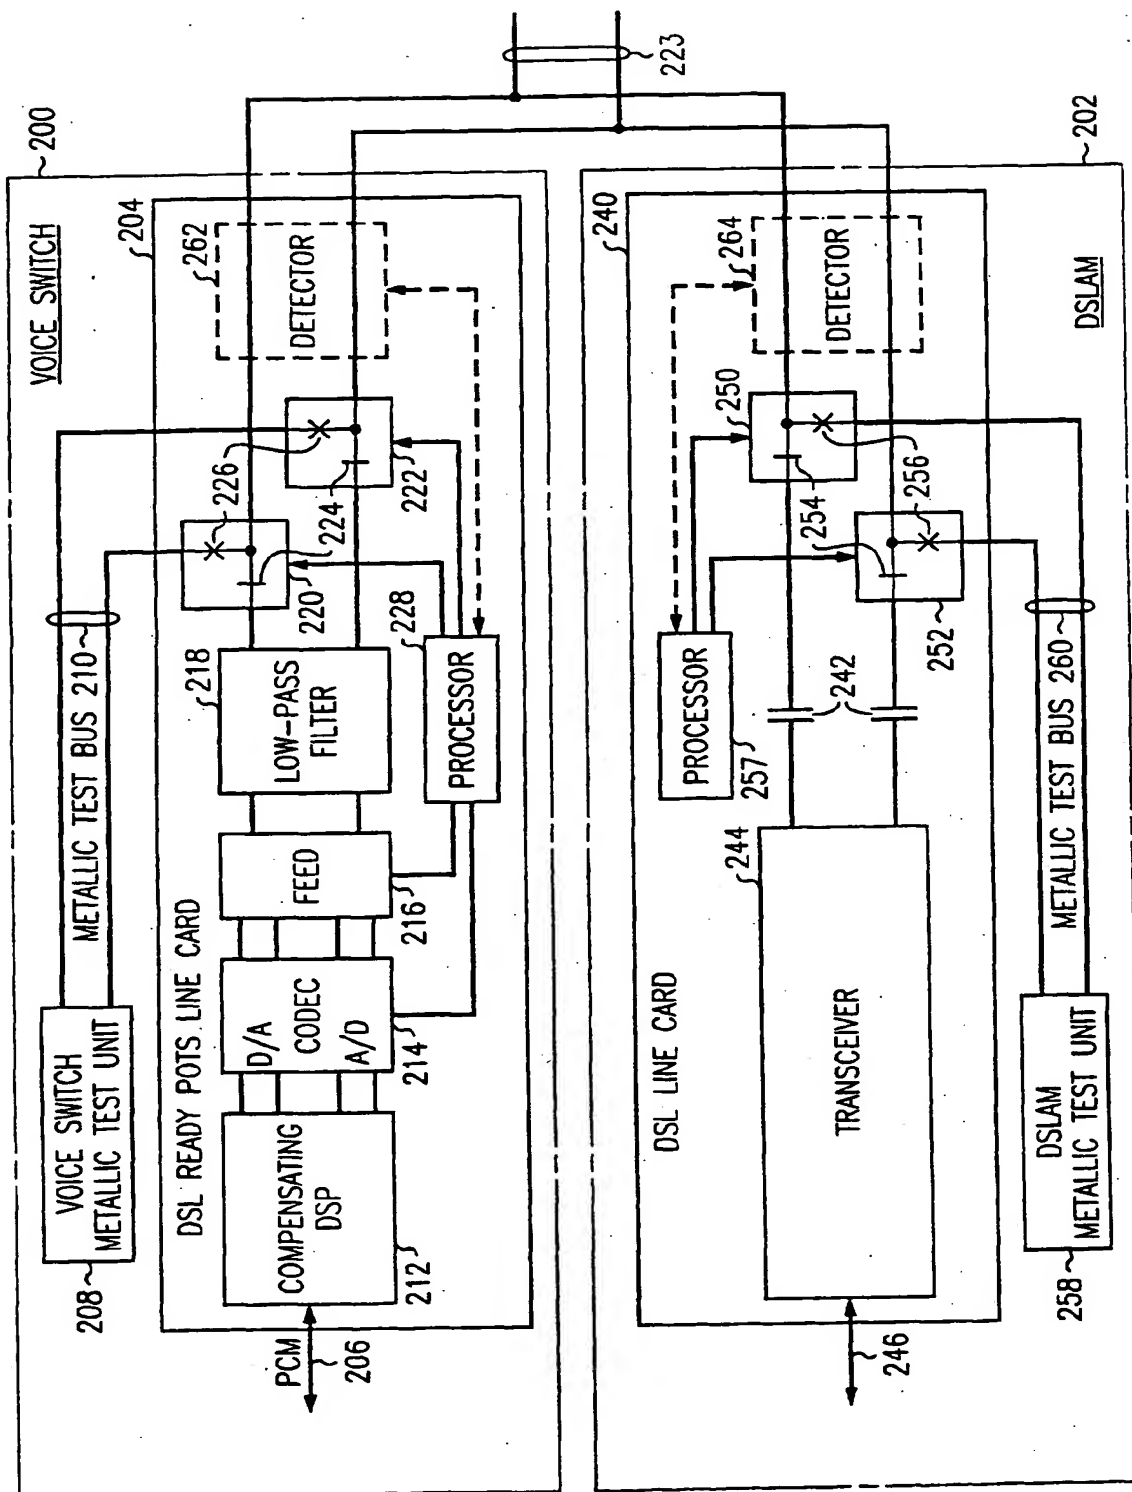 VOICE SWITCH
200
VOICE SWITCH
METALLIC TEST UNIT
208
METALLIC TEST BUS 210
DSL READY POTS LINE CARD
204
PCM
206
COMPENSATING
DSP
212
D/A
CODEC
A/D
214
FEED
216
LOW-PASS
FILTER
218
220
222
224
226
PROCESSOR
228
DETECTOR
262
223
DSLAM
202
DSL LINE CARD
240
246
TRANSCEIVER
244
242
PROCESSOR
257
250
252
254
256
DETECTOR
264
DSLAM
METALLIC TEST UNIT
258
METALLIC TEST BUS 260